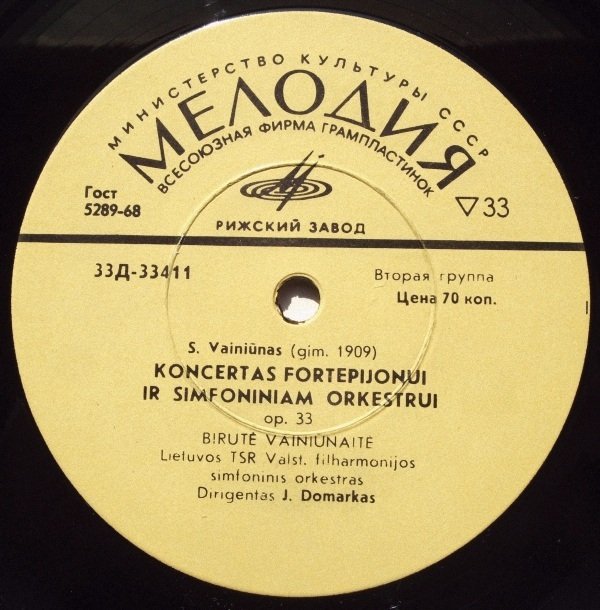 МИНИСТЕРСТВО КУЛЬТУРЫ СССР
МЕЛОДИЯ
ВСЕСОЮЗНАЯ ФИРМА ГРАМПЛАСТИНОК
Гост
5289-68
▽33
РИЖСКИЙ ЗАВОД
33Д-33411
Вторая группа
Цена 70 коп.
S. Vainiūnas (gim. 1909)
KONCERTAS FORTEPIJONUI
IR SIMFONINIAM ORKESTRUI
op. 33
BIRUTĖ VAINIŪNAITĖ
Lietuvos TSR Valst. filharmonijos
simfoninis orkestras
Dirigentas J. Domarkas